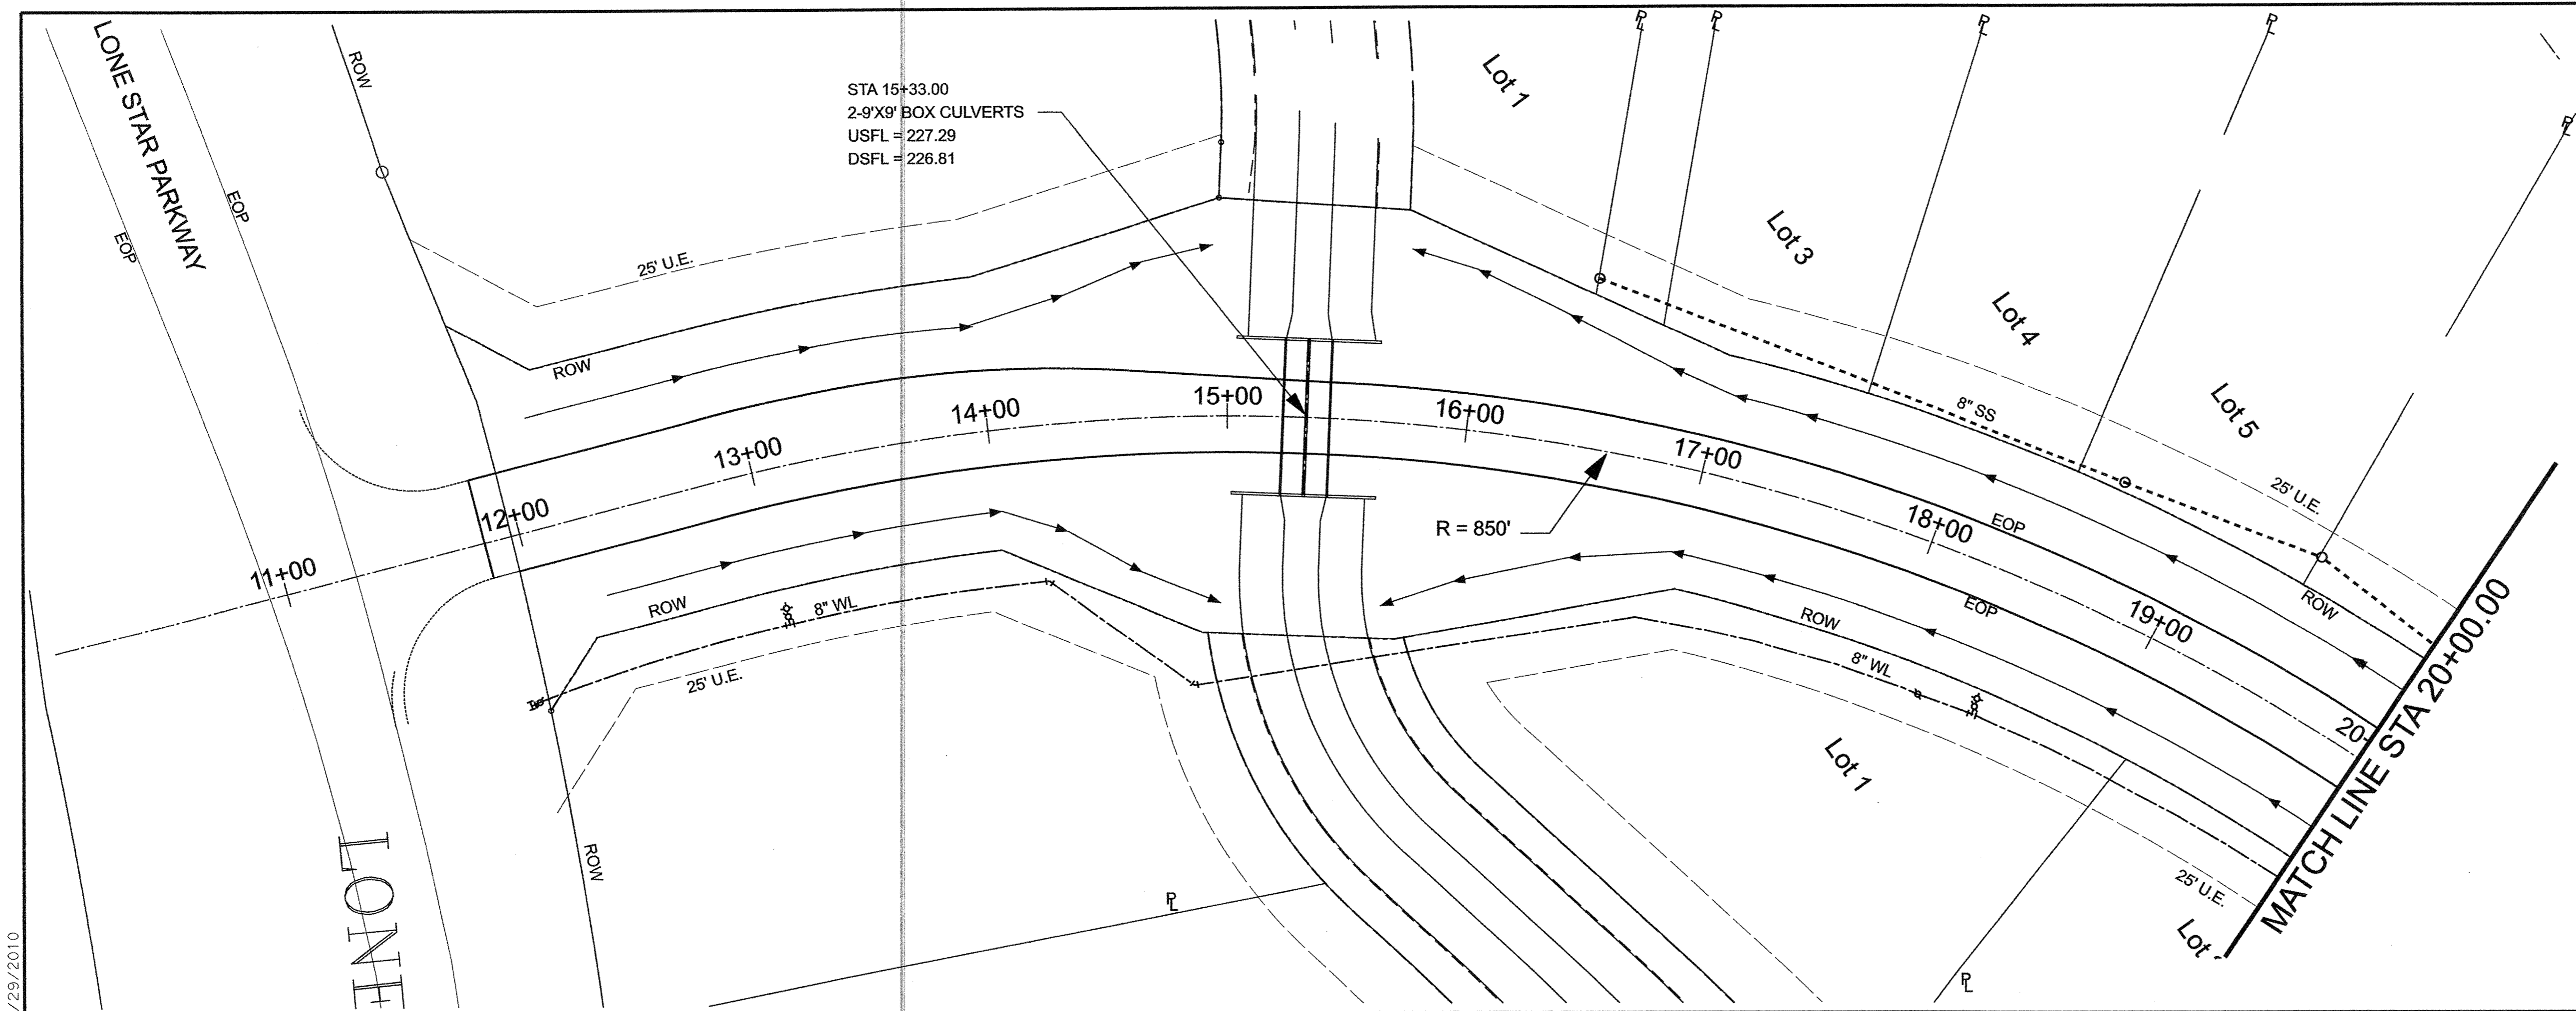 LONE STAR PARKWAY
EOP
EOP
ROW
STA 15+33.00
2-9'X9' BOX CULVERTS
USFL = 227.29
DSFL = 226.81
25' U.E.
ROW
Lot 1
Lot 3
Lot 4
Lot 5
PL
PL
PL
PL
PL
8" SS
25' U.E.
11+00
12+00
13+00
14+00
15+00
16+00
17+00
18+00
19+00
20+
R = 850'
EOP
EOP
ROW
ROW
ROW
8" WL
25' U.E.
8" WL
Lot 1
25' U.E.
Lot
MATCH LINE STA 20+00.00
ROW
PL
PL
LONE
/29/2010